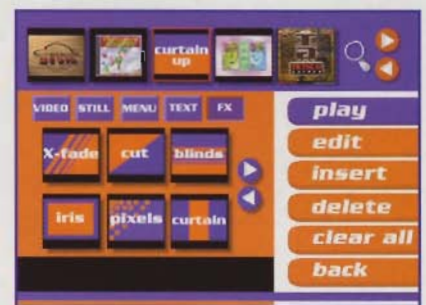 curtain
up
VIDEO STILL MENU TEXT FX
X-fade cut blinds
iris pixels curtain
play
edit
insert
delete
clear all
back